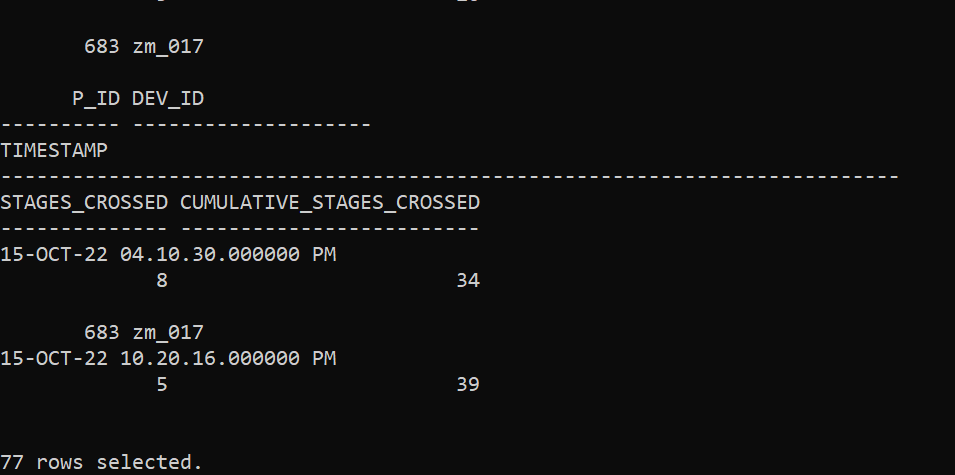 683 zm_017
P_ID DEV_ID
---------- --------------------
TIMESTAMP
---------------------------------------------------------------------------
STAGES_CROSSED CUMULATIVE_STAGES_CROSSED
-------------- -------------------------
15-OCT-22 04.10.30.000000 PM
8 34
683 zm_017
15-OCT-22 10.20.16.000000 PM
5 39
77 rows selected.